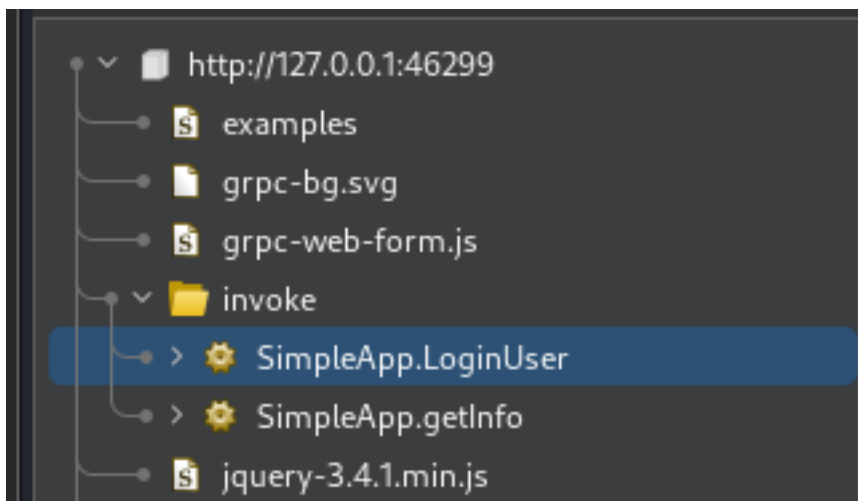 http://127.0.0.1:46299
examples
grpc-bg.svg
grpc-web-form.js
invoke
SimpleApp.LoginUser
SimpleApp.getInfo
jquery-3.4.1.min.js